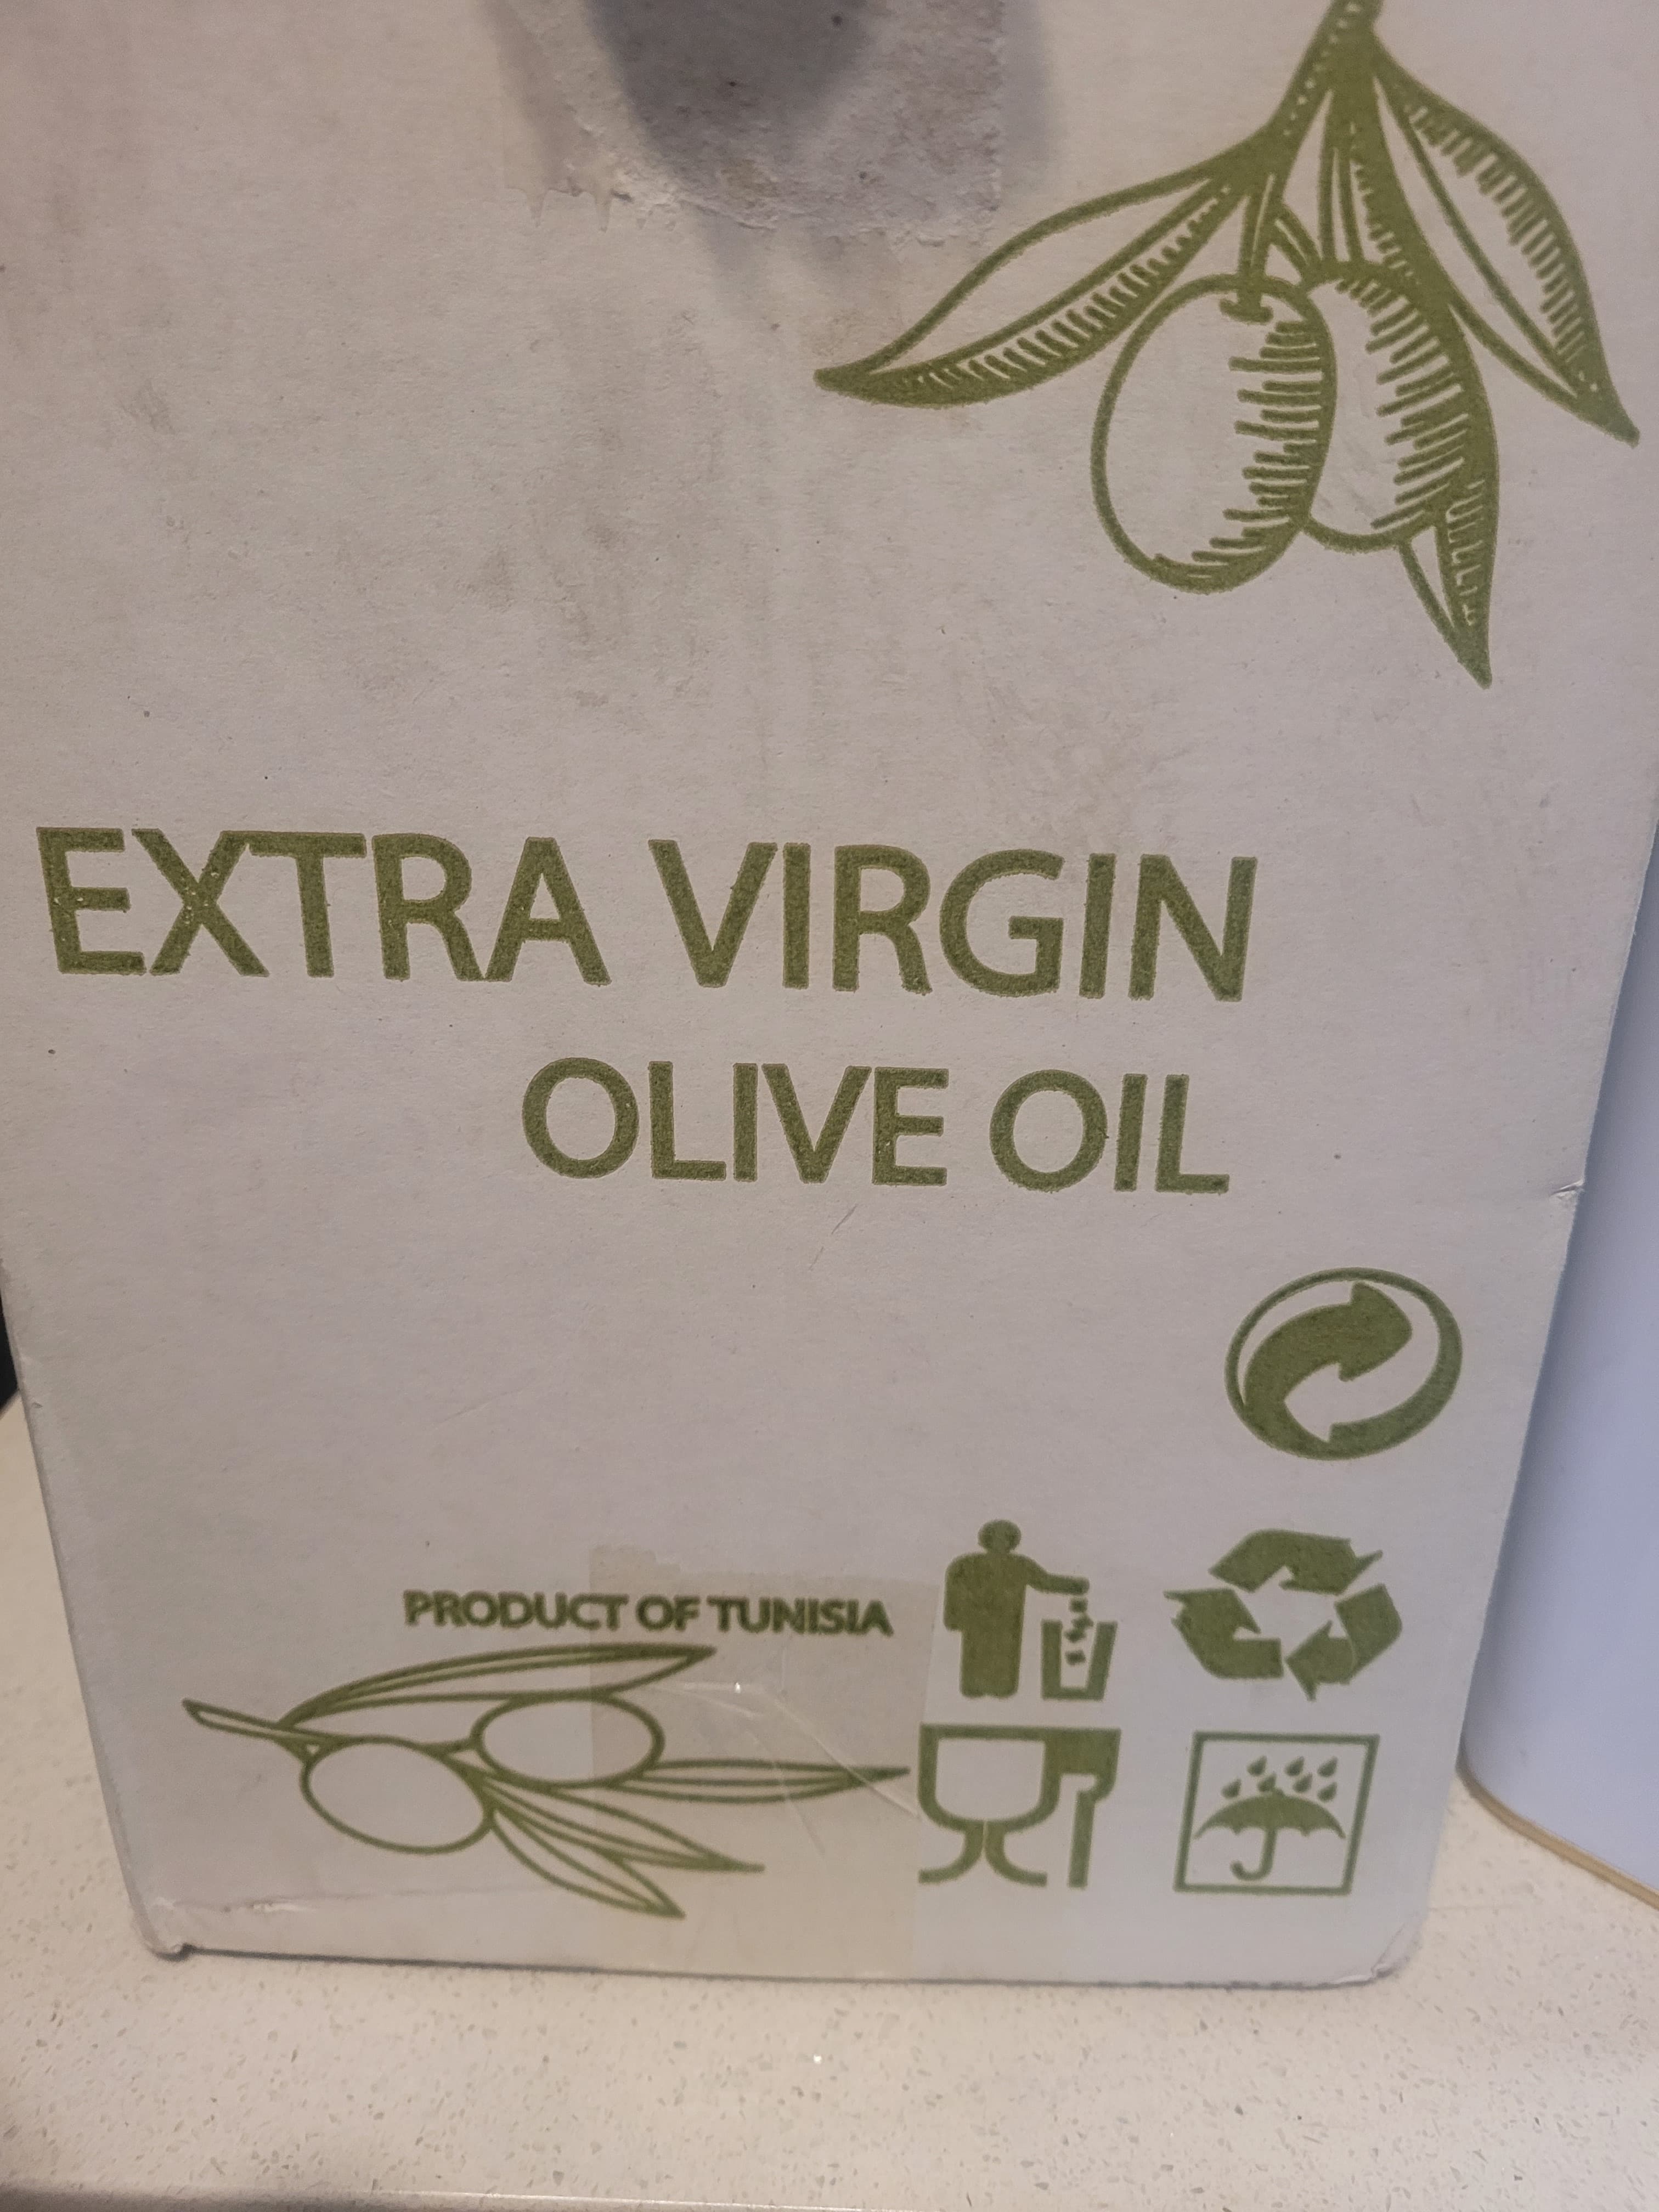 EXTRA VIRGIN
OLIVE OIL
PRODUCT OF TUNISIA